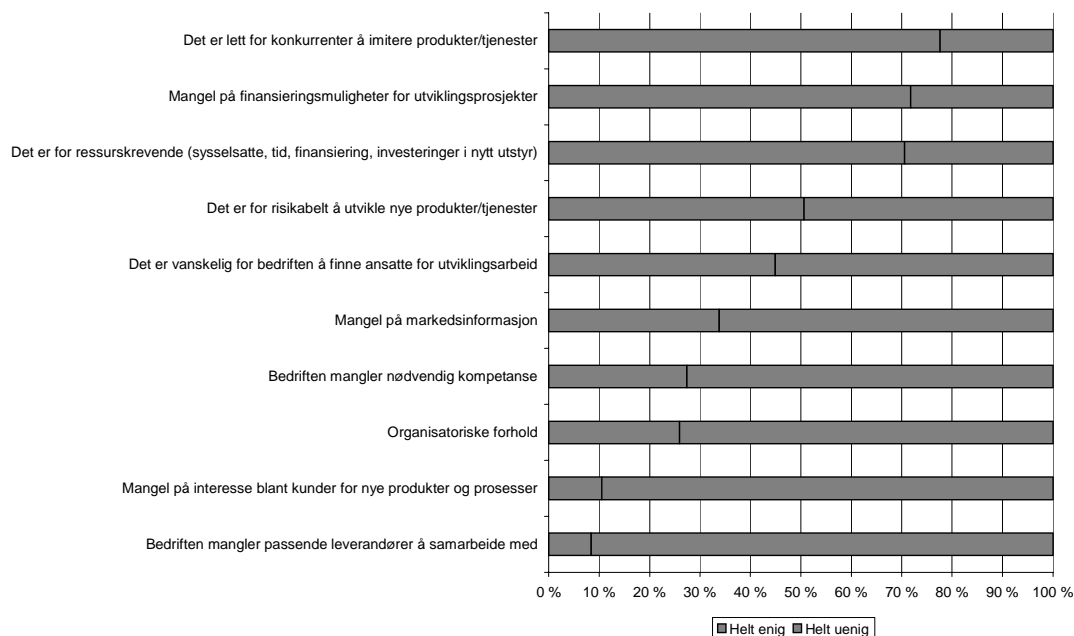 Det er lett for konkurrenter å imitere produkter/tjenester
Mangel på finansieringsmuligheter for utviklingsprosjekter
Det er for ressurskrevende (sysselsatte, tid, finansiering, investeringer i nytt utstyr)
Det er for risikabelt å utvikle nye produkter/tjenester
Det er vanskelig for bedriften å finne ansatte for utviklingsarbeid
Mangel på markedsinformasjon
Bedriften mangler nødvendig kompetanse
Organisatoriske forhold
Mangel på interesse blant kunder for nye produkter og prosesser
Bedriften mangler passende leverandører å samarbeide med
0 % 10 % 20 % 30 % 40 % 50 % 60 % 70 % 80 % 90 % 100 %
Helt enig Helt uenig